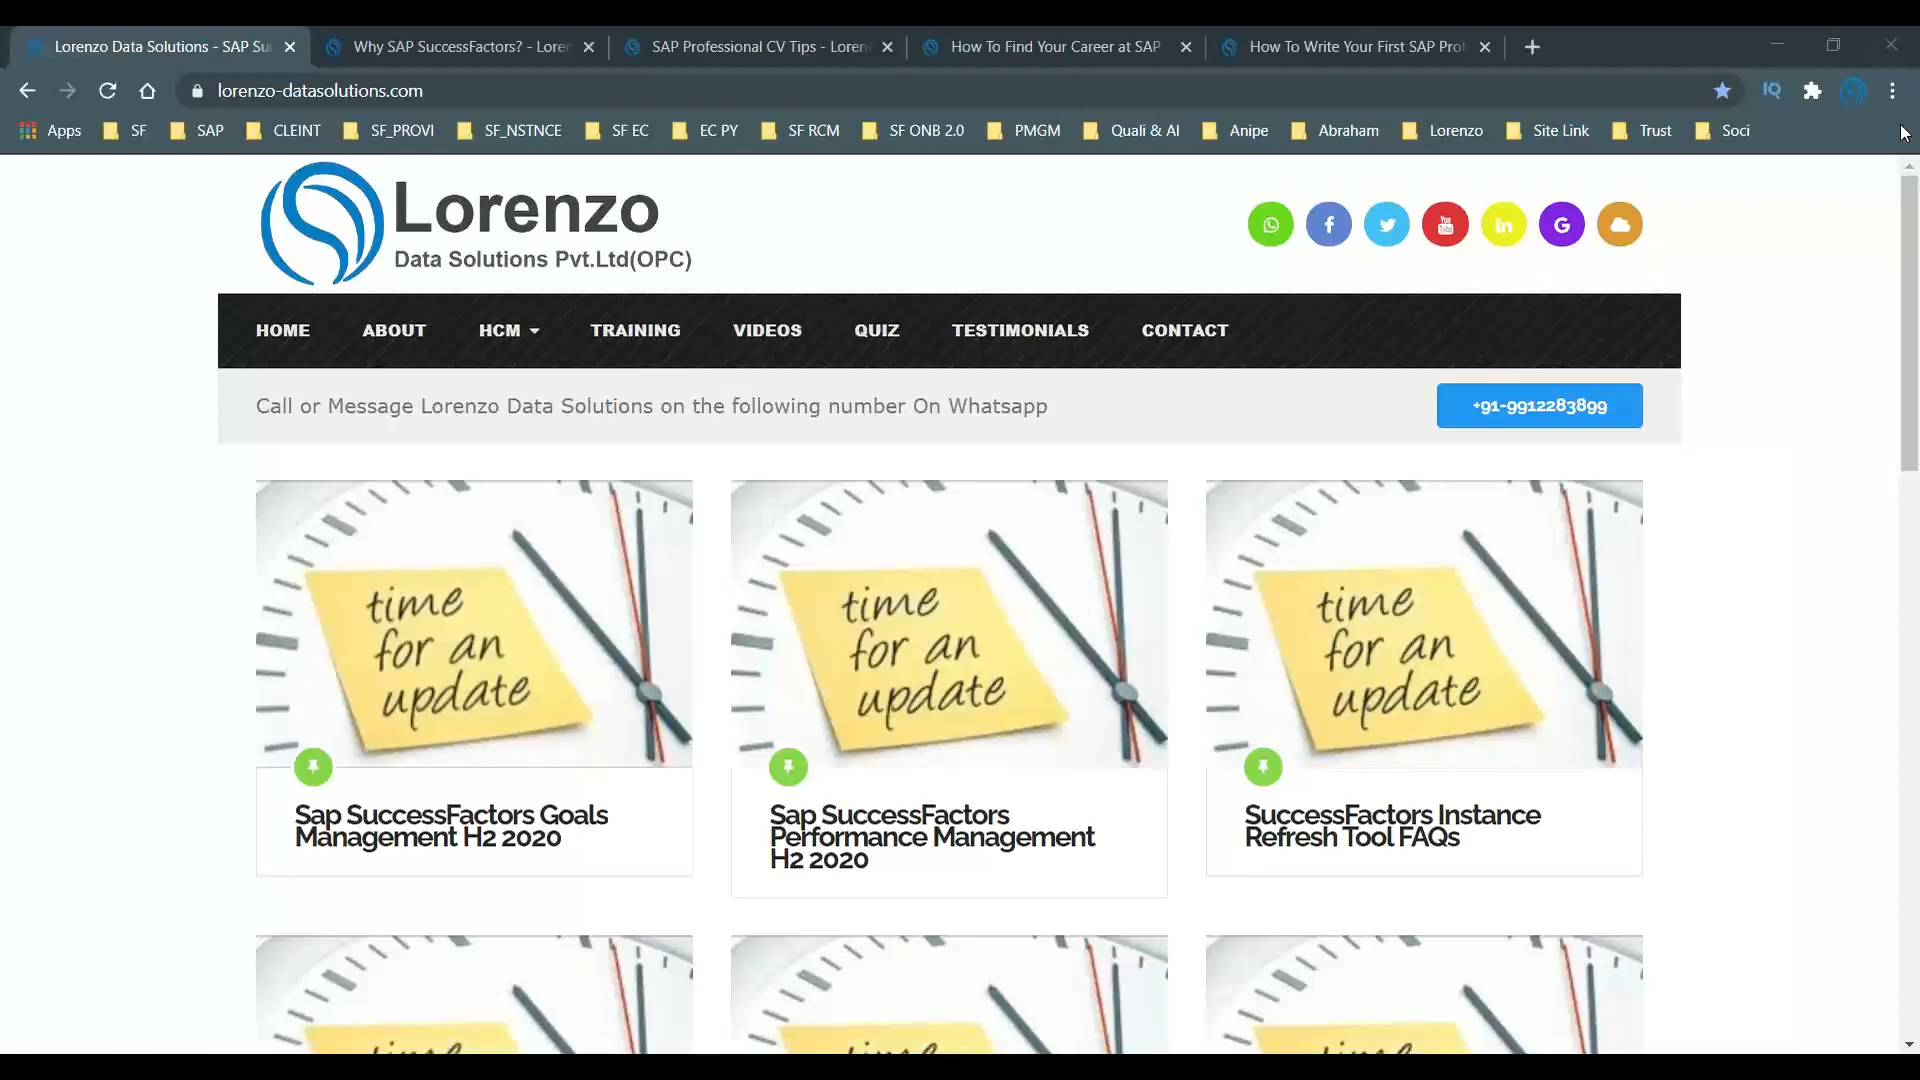 Lorenzo Data Solutions - SAP Su
Why SAP SuccessFactors? - Loren
SAP Professional CV Tips - Loren
How To Find Your Career at SAP
How To Write Your First SAP Prof
lorenzo-datasolutions.com
IQ
Apps
SF
SAP
CLEINT
SF_PROVI
SF_NSTNCE
SF EC
EC PY
SF RCM
SF ONB 2.0
PMGM
Quali & AI
Anipe
Abraham
Lorenzo
Site Link
Trust
Soci
Lorenzo
Data Solutions Pvt.Ltd(OPC)
You
in
G
HOME
ABOUT
HCM
TRAINING
VIDEOS
QUIZ
TESTIMONIALS
CONTACT
Call or Message Lorenzo Data Solutions on the following number On Whatsapp
+91-9912283899
time
for an
update
time
for an
update
time
for an
update
Sap SuccessFactors Goals
Management H2 2020
Sap SuccessFactors
Performance Management
H2 2020
SuccessFactors Instance
Refresh Tool FAQs